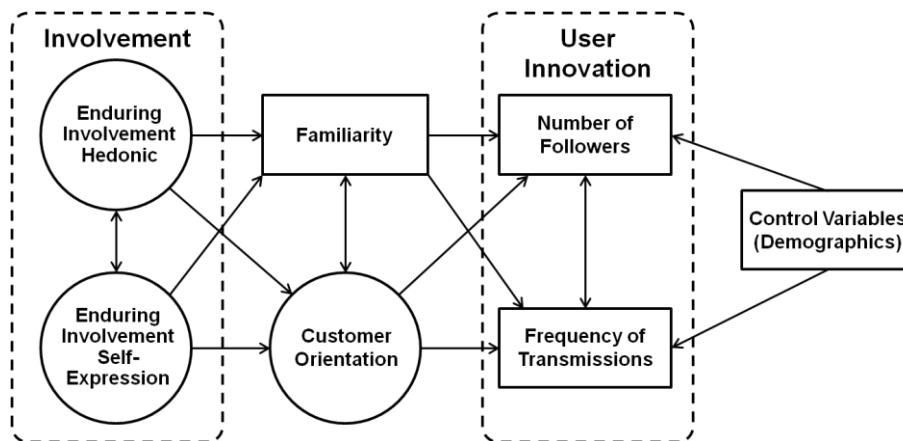 Involvement
Enduring
Involvement
Hedonic
Enduring
Involvement
Self-
Expression
Familiarity
Customer
Orientation
User
Innovation
Number of
Followers
Frequency of
Transmissions
Control Variables
(Demographics)